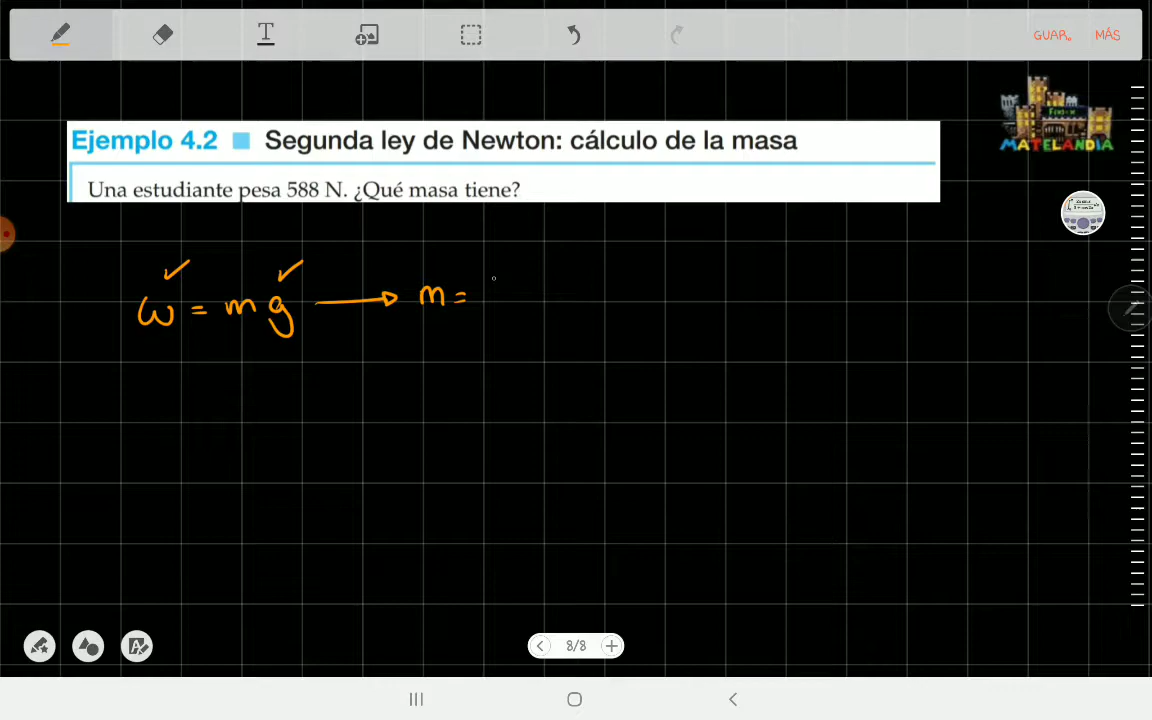 GUAR. MÁS
MATELANDIA
Ejemplo 4.2 Segunda ley de Newton: cálculo de la masa
Una estudiante pesa 588 N. ¿Qué masa tiene?
ω = m g → m =
8/8